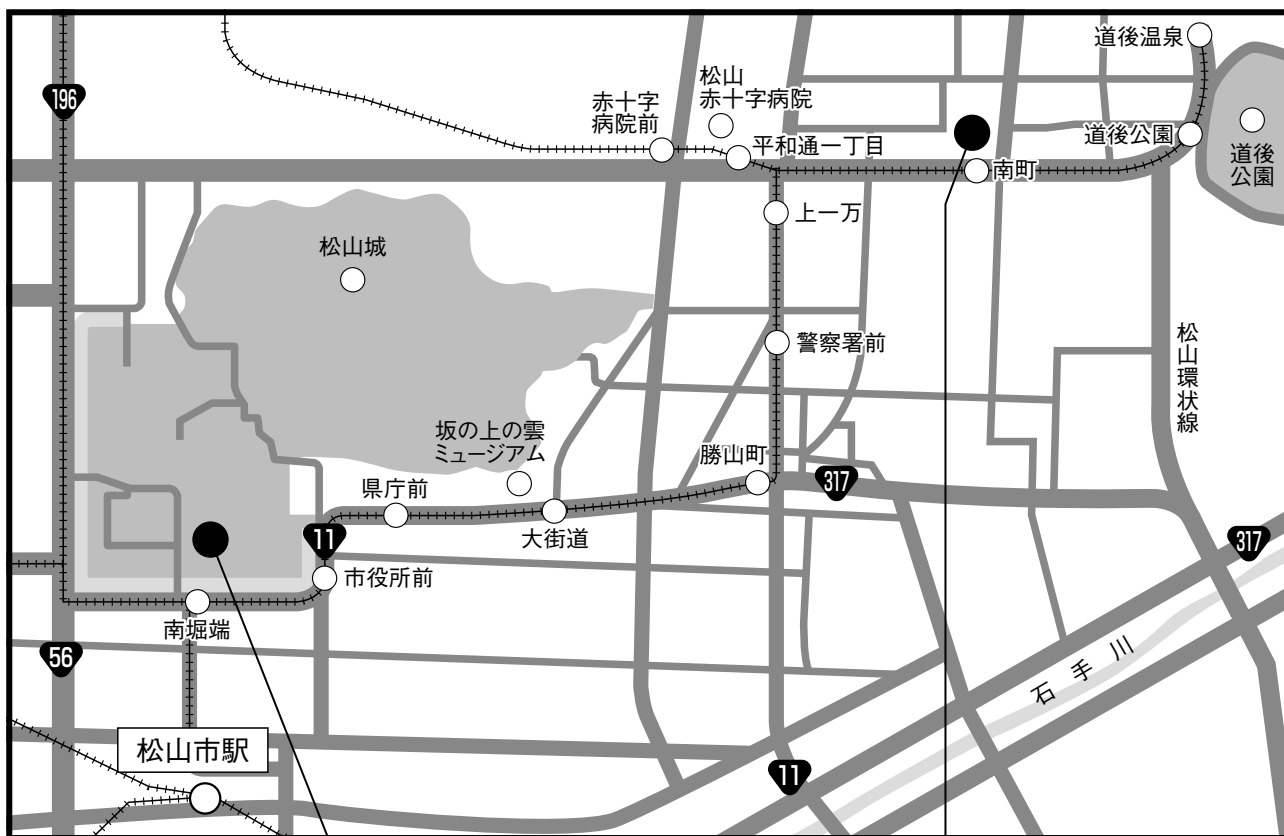 道後温泉
196
松山
赤十字病院
赤十字
病院前
道後公園
平和通一丁目
道後
公園
南町
上一万
松山城
松山環状線
警察署前
坂の上の雲
ミュージアム
勝山町
317
県庁前
大街道
11
317
市役所前
南堀端
56
石手川
松山市駅
11